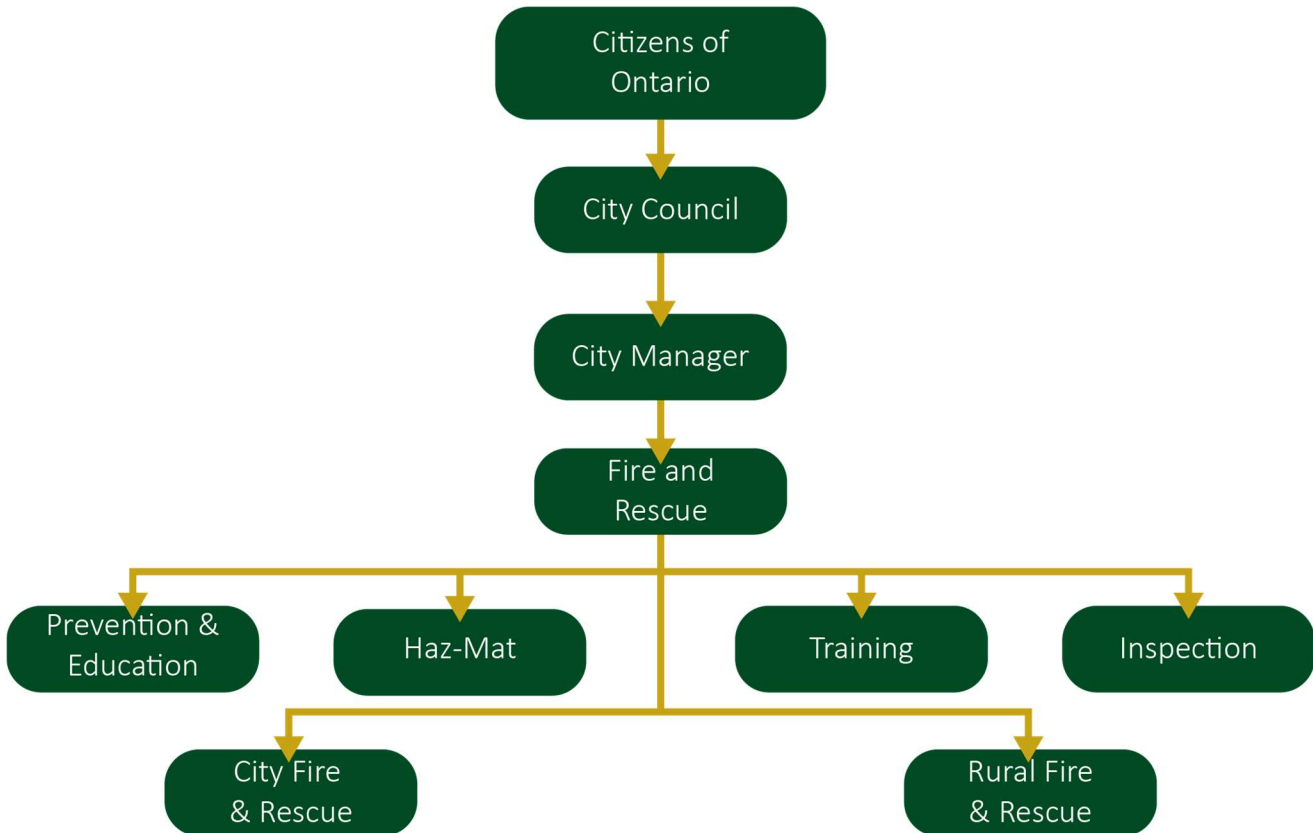 Citizens of
Ontario
City Council
City Manager
Fire and
Rescue
Prevention &
Education
Haz-Mat
Training
Inspection
City Fire
& Rescue
Rural Fire
& Rescue